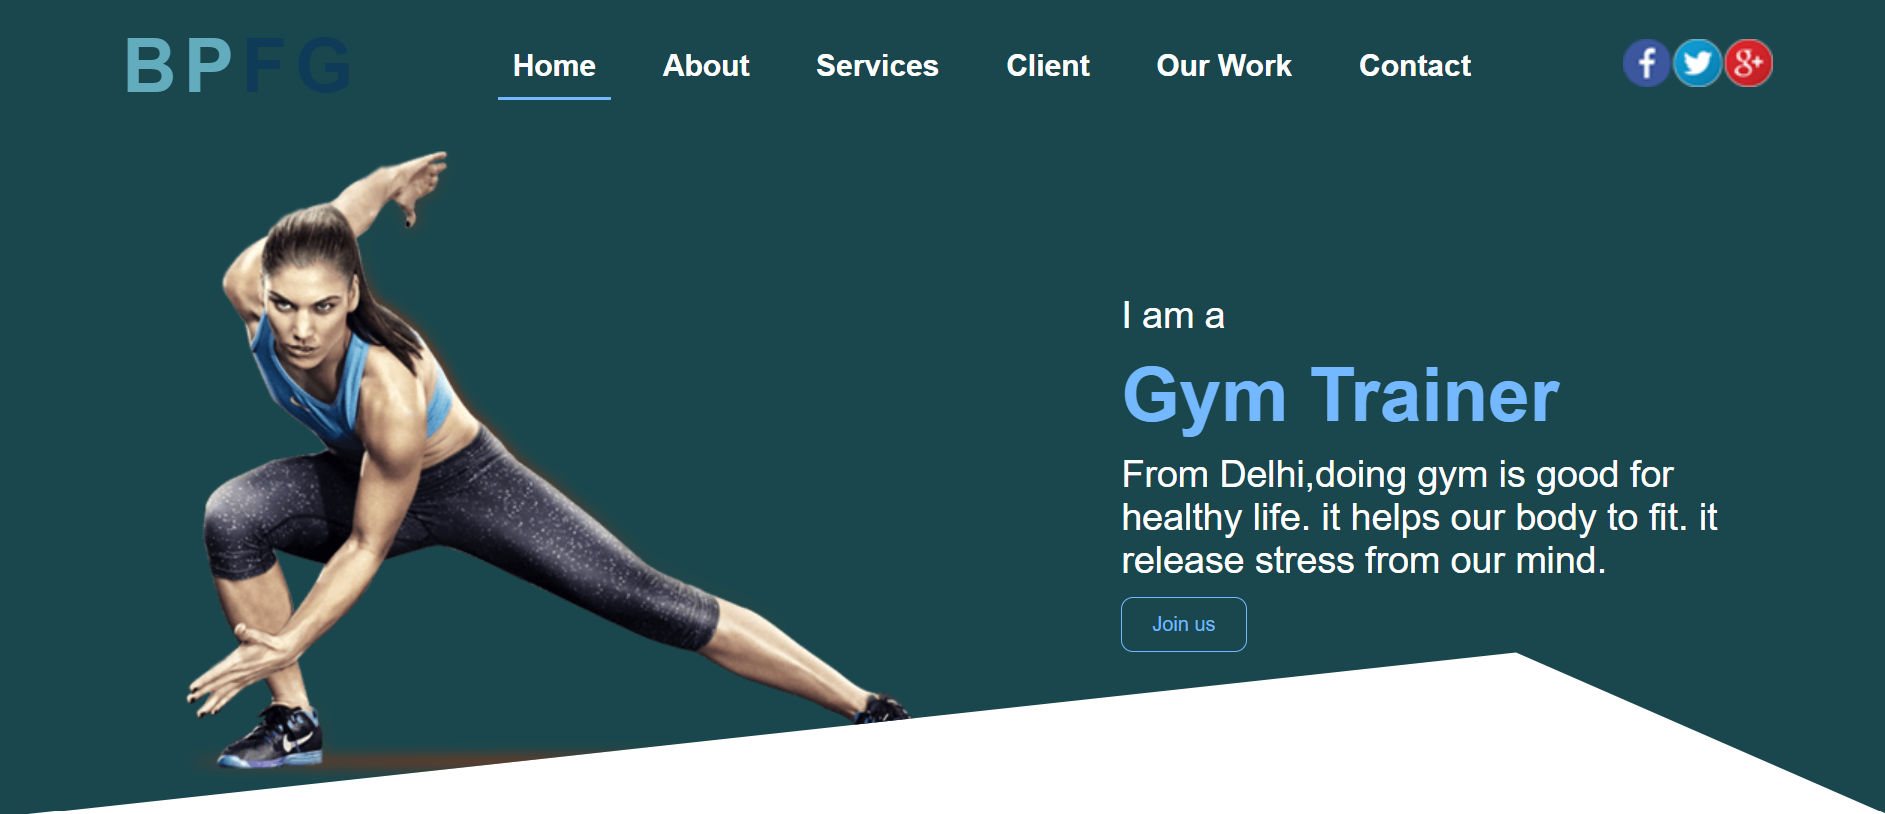 BPFG
Home About Services Client Our Work Contact
f g+
I am a
Gym Trainer
From Delhi,doing gym is good for
healthy life. it helps our body to fit. it
release stress from our mind.
Join us